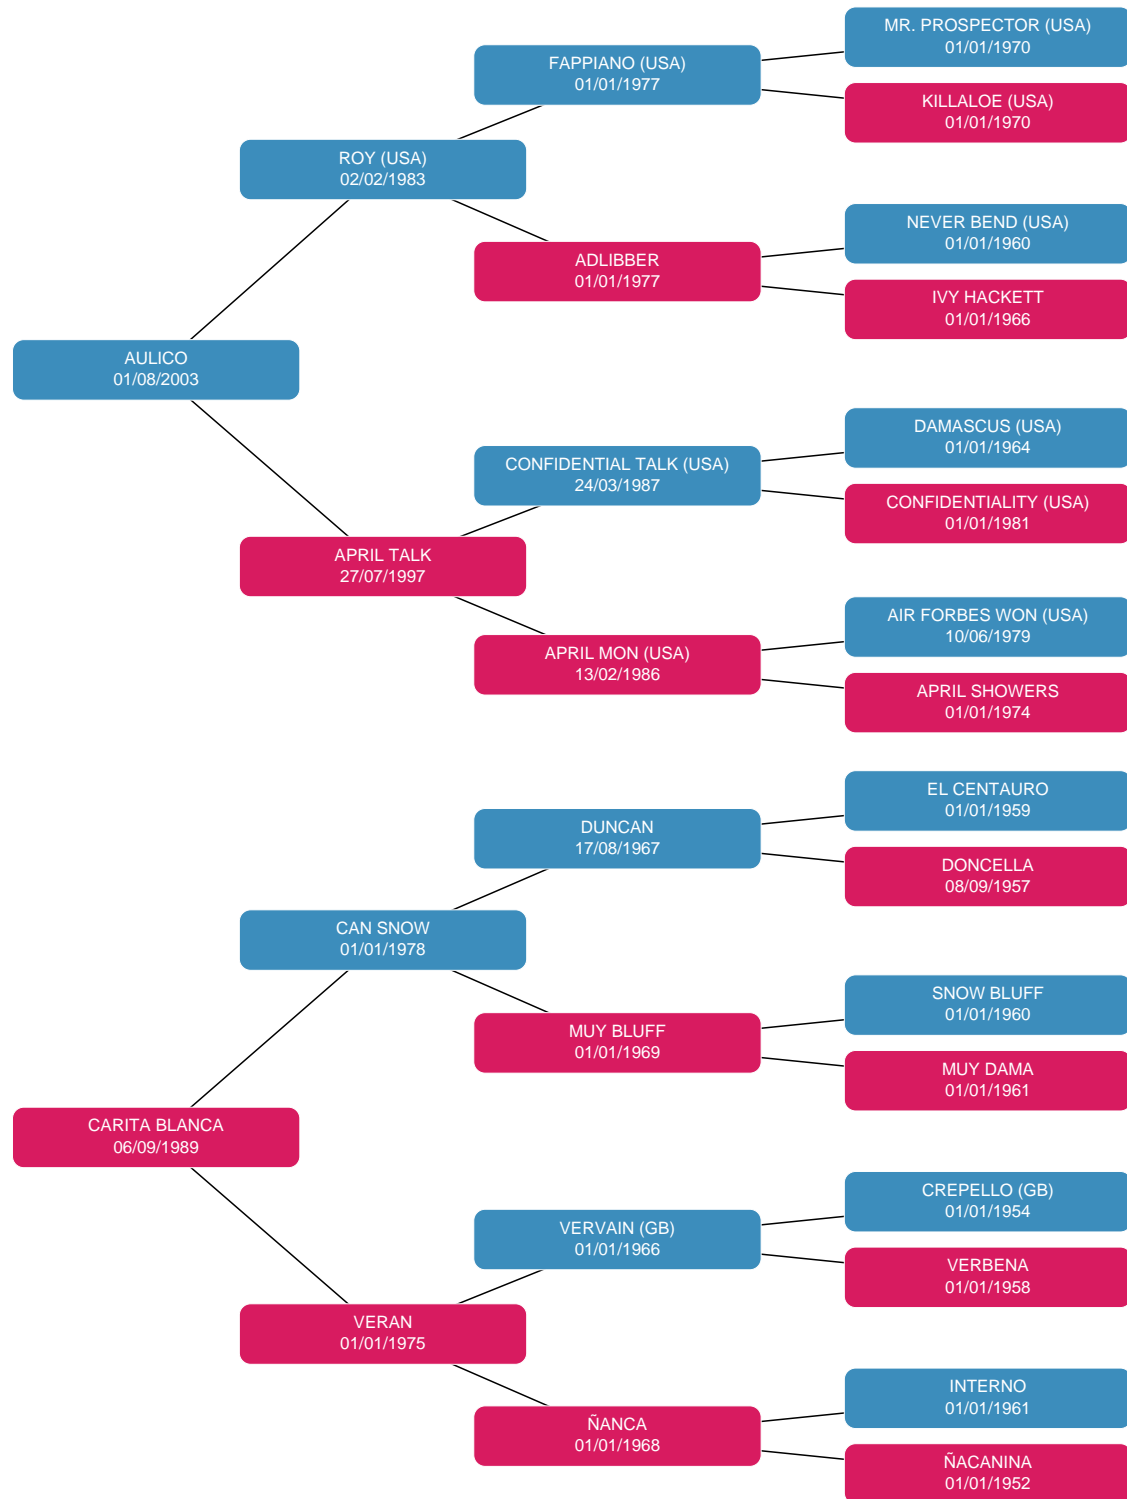 MR. PROSPECTOR (USA)
01/01/1970
FAPPIANO (USA)
01/01/1977
KILLALOE (USA)
01/01/1970
ROY (USA)
02/02/1983
NEVER BEND (USA)
01/01/1960
ADLIBBER
01/01/1977
IVY HACKETT
01/01/1966
AULICO
01/08/2003
DAMASCUS (USA)
01/01/1964
CONFIDENTIAL TALK (USA)
24/03/1987
CONFIDENTIALITY (USA)
01/01/1981
APRIL TALK
27/07/1997
AIR FORBES WON (USA)
10/06/1979
APRIL MON (USA)
13/02/1986
APRIL SHOWERS
01/01/1974
EL CENTAURO
01/01/1959
DUNCAN
17/08/1967
DONCELLA
08/09/1957
CAN SNOW
01/01/1978
SNOW BLUFF
01/01/1960
MUY BLUFF
01/01/1969
MUY DAMA
01/01/1961
CARITA BLANCA
06/09/1989
CREPELLO (GB)
01/01/1954
VERVAIN (GB)
01/01/1966
VERBENA
01/01/1958
VERAN
01/01/1975
INTERNO
01/01/1961
ÑANCA
01/01/1968
ÑACANINA
01/01/1952